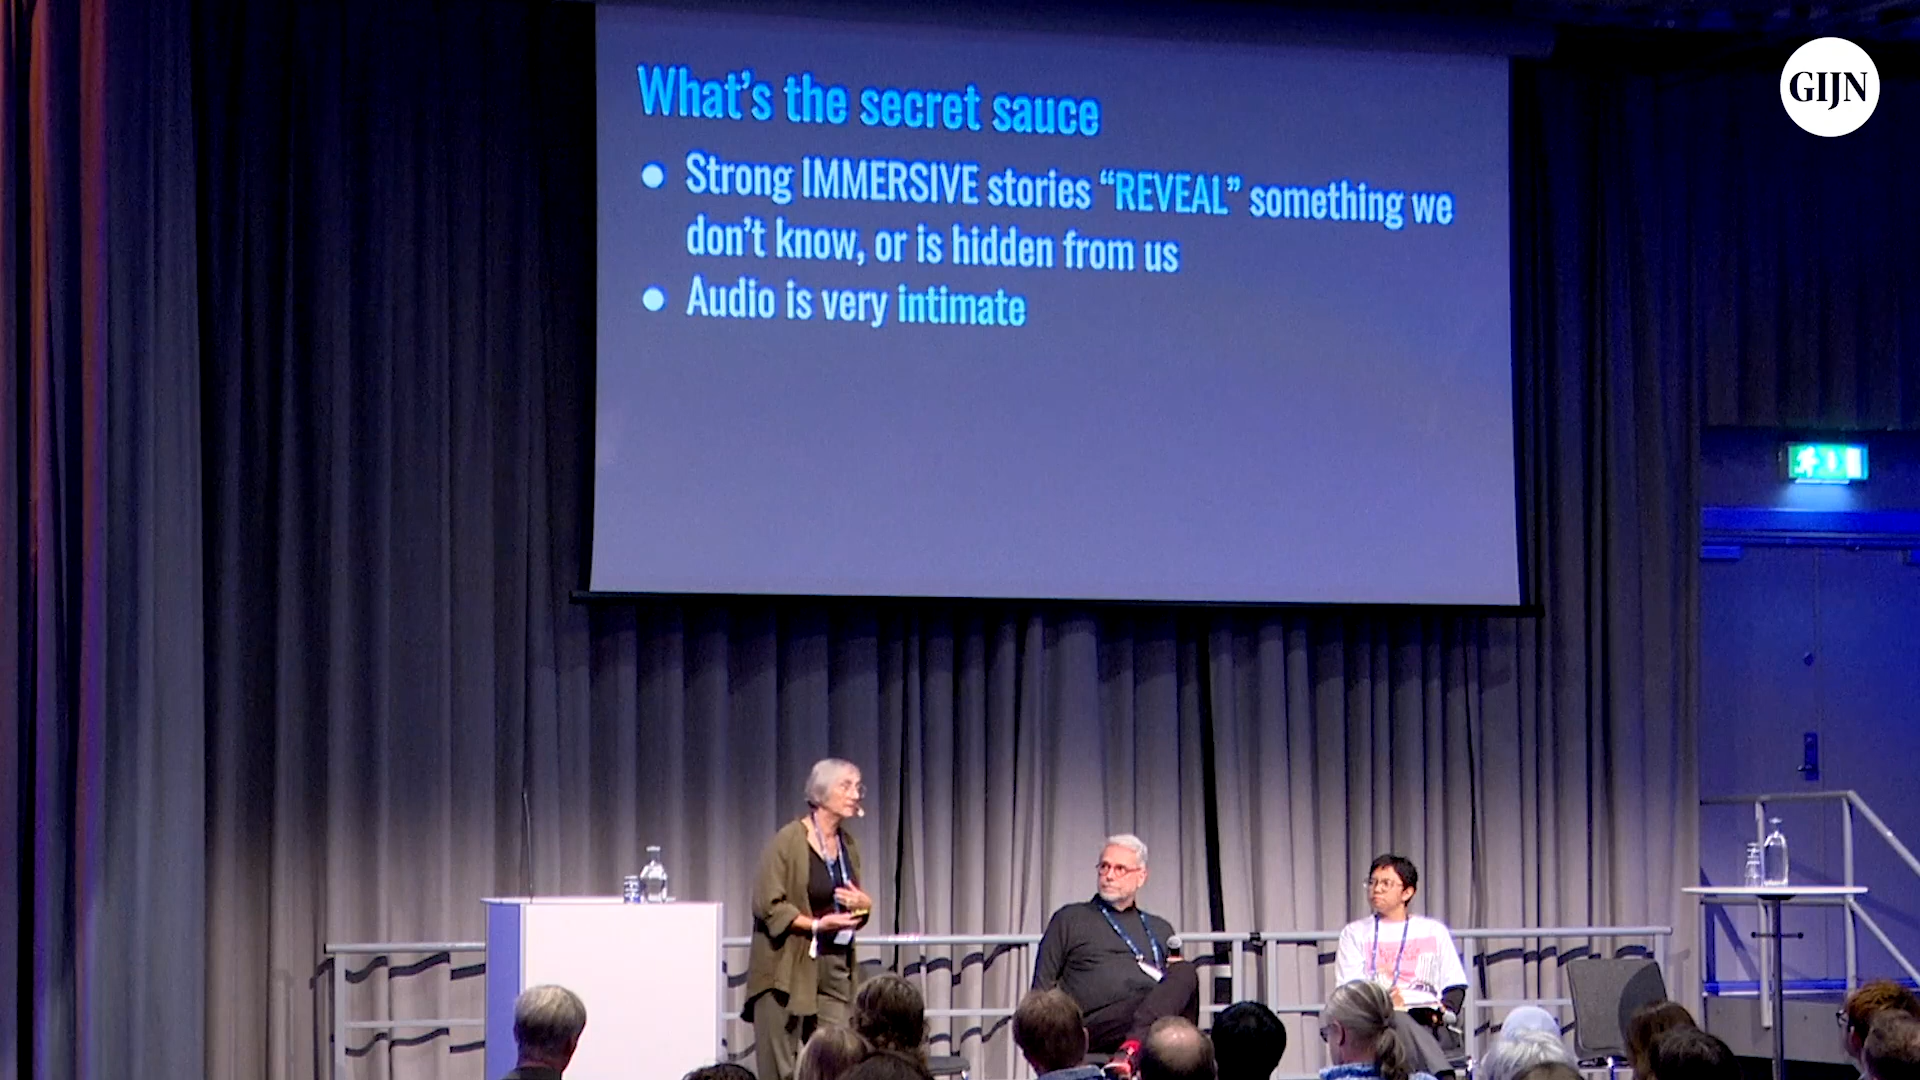 What's the secret sauce
● Strong IMMERSIVE stories “REVEAL” something we
don't know, or is hidden from us
● Audio is very intimate
GIJN